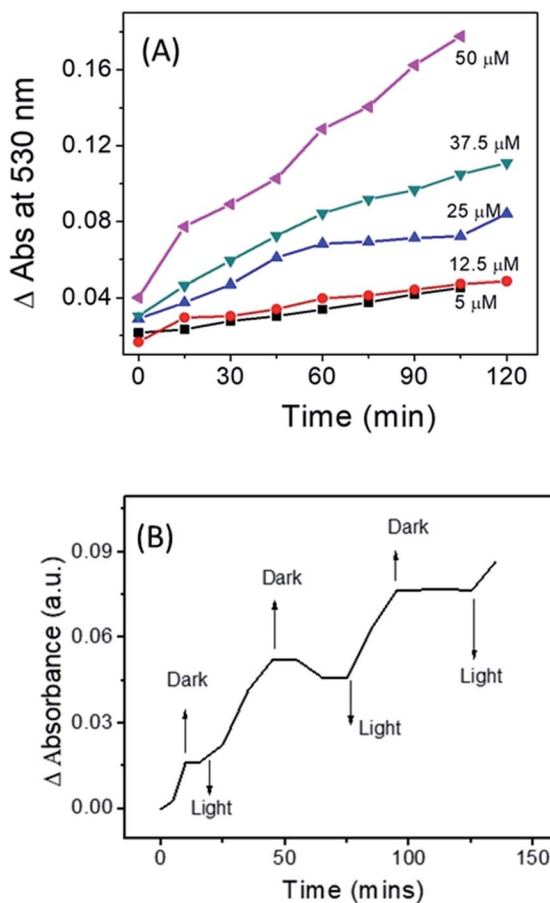 (A)
50 μM
37.5 μM
25 μM
12.5 μM
5 μM
0.16
0.12
0.08
0.04
Δ Abs at 530 nm
0 30 60 90 120
Time (min)
(B)
Dark
Dark
Dark
Light
Light
Light
0.09
0.06
0.03
0.00
Δ Absorbance (a.u.)
0 50 100 150
Time (mins)